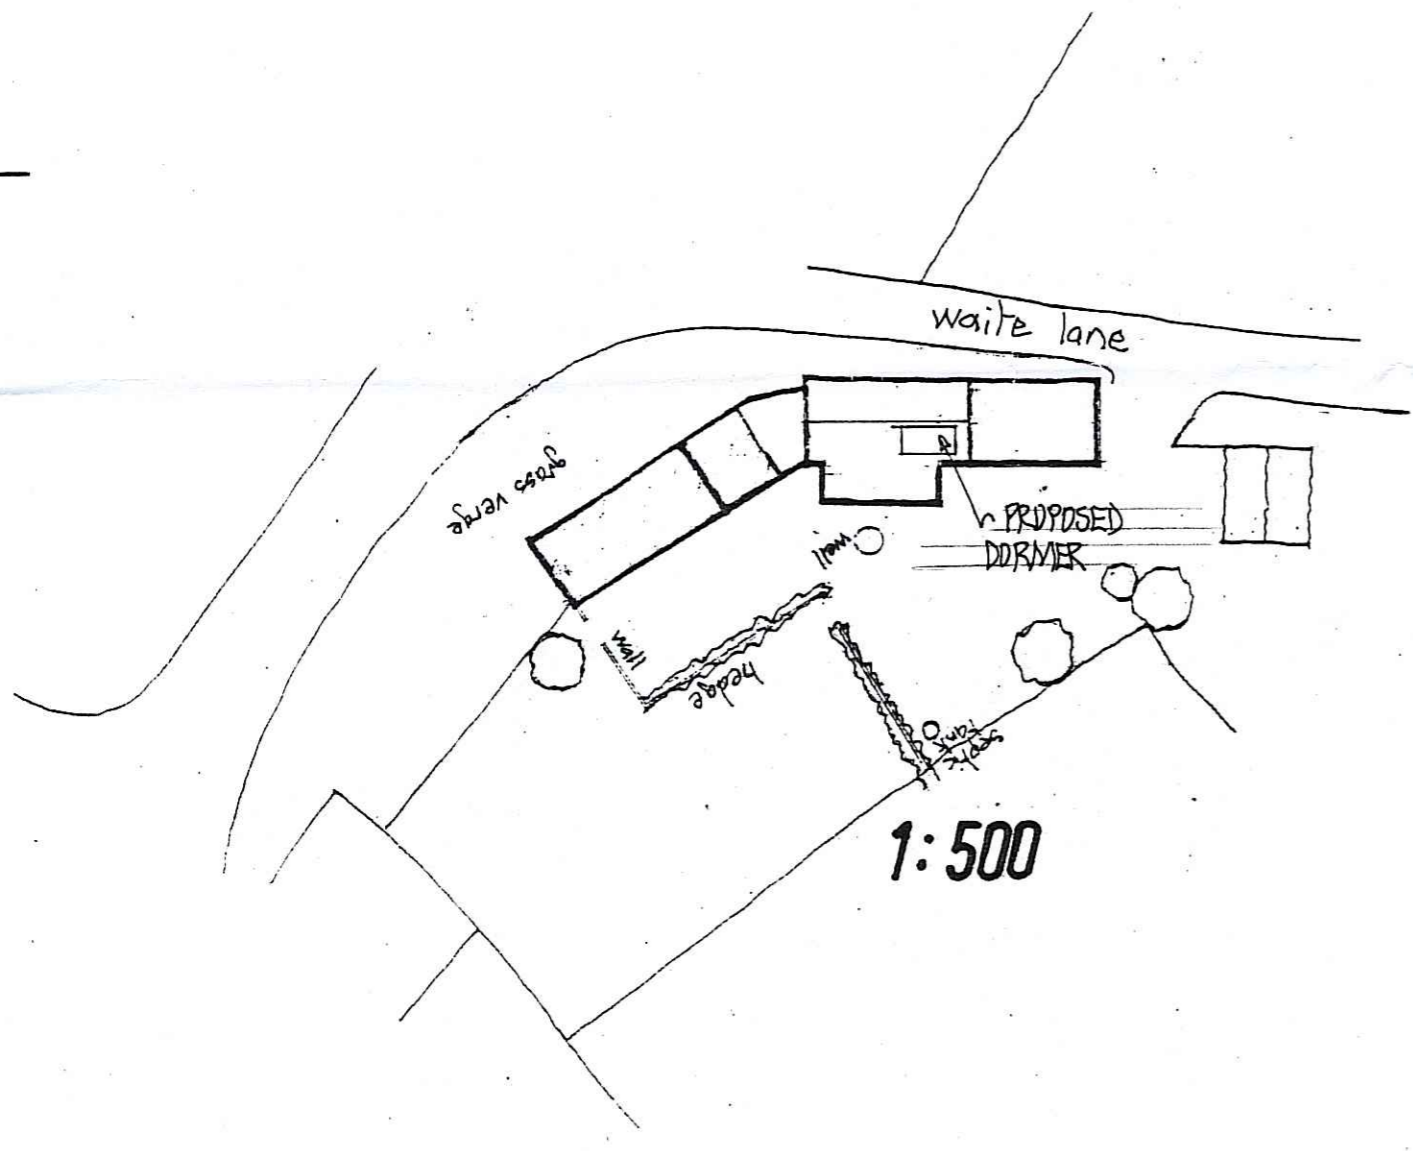 waite lane
grass verge
PROPOSED
DORMER
well
wall
hedge
septic
tank
1:500